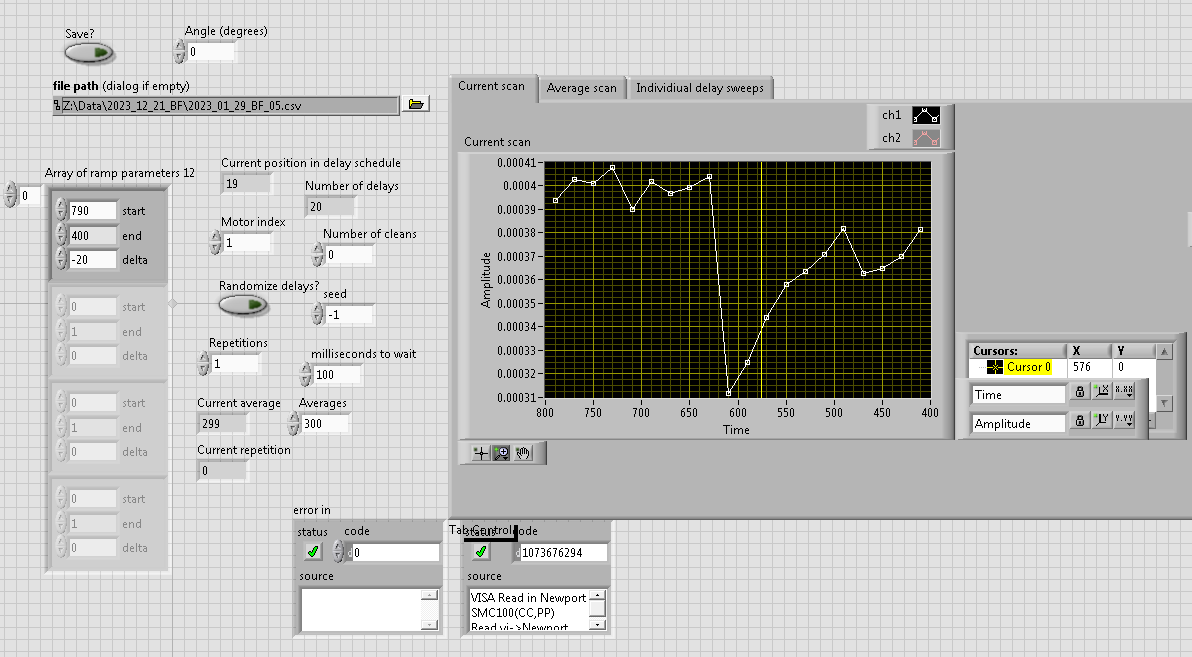 Save?
Angle (degrees)
0
file path (dialog if empty)
Z:\Data\2023_12_21_BF\2023_01_29_BF_05.csv
Array of ramp parameters 12
0
790 start
400 end
-20 delta
0 start
1 end
0 delta
0 start
1 end
0 delta
0 start
1 end
0 delta
Current position in delay schedule
19
Number of delays
20
Motor index
1
Number of cleans
0
Randomize delays?
seed
-1
Repetitions
1
milliseconds to wait
100
Current average
299
Averages
300
Current repetition
0
Current scan
Average scan
Individiual delay sweeps
ch1
ch2
Current scan
Amplitude
0.00041
0.0004
0.00039
0.00038
0.00037
0.00036
0.00035
0.00034
0.00033
0.00032
0.00031
800 750 700 650 600 550 500 450 400
Time
Cursors: X Y
Cursor 0 576 0
Time
X.XX
Amplitude
Y.YY
error in
status code
0
source
Tab Control
status code
1073676294
source
VISA Read in Newport
SMC100(CC,PP)
Read.vi->Newport